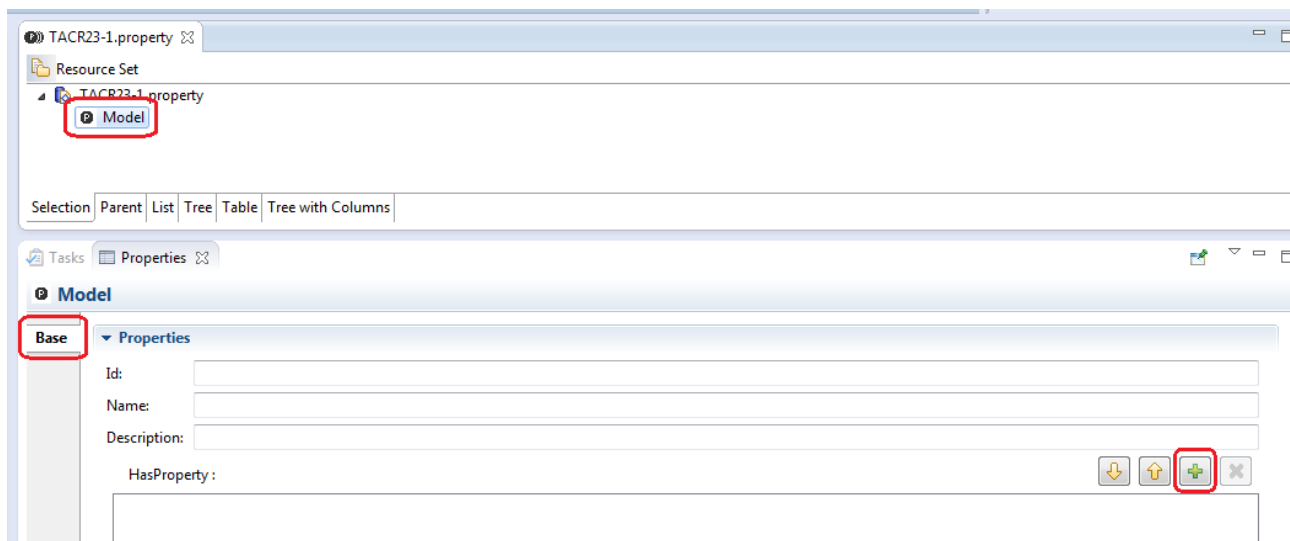 TACR23-1.property
Resource Set
TACR23-1.property
Model
Selection Parent List Tree Table Tree with Columns
Tasks Properties
Model
Base Properties
Id:
Name:
Description:
HasProperty :